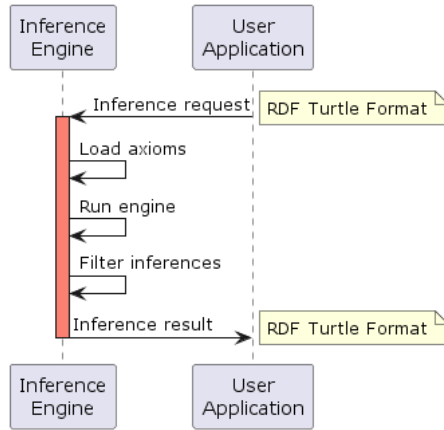 Inference
Engine
User
Application
Inference request
RDF Turtle Format
Load axioms
Run engine
Filter inferences
Inference result
RDF Turtle Format
Inference
Engine
User
Application